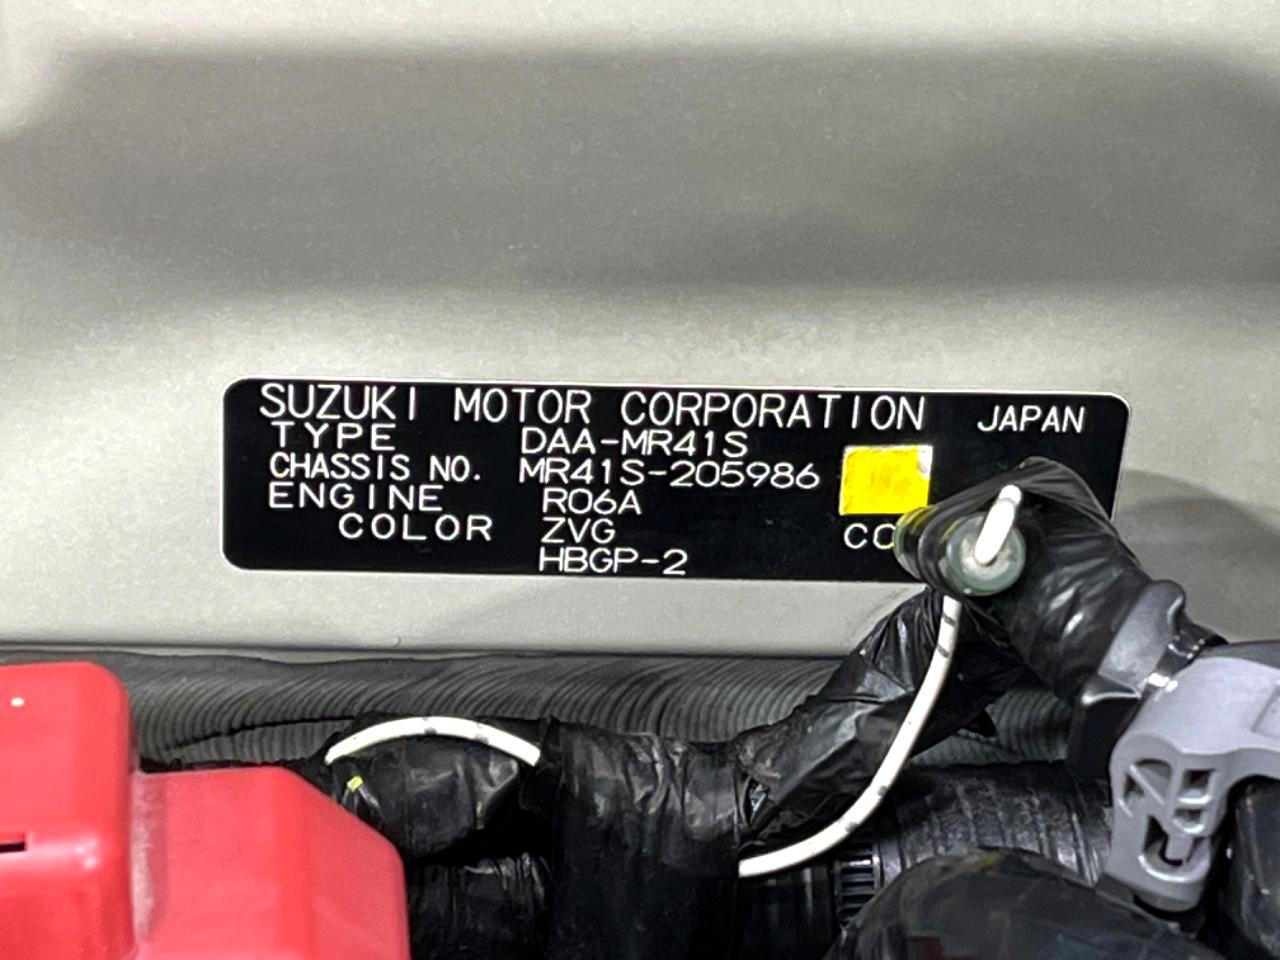 SUZUKI MOTOR CORPORATION JAPAN
TYPE DAA-MR41S
CHASSIS NO. MR41S-205986
ENGINE R06A
COLOR ZVG
HBGP-2